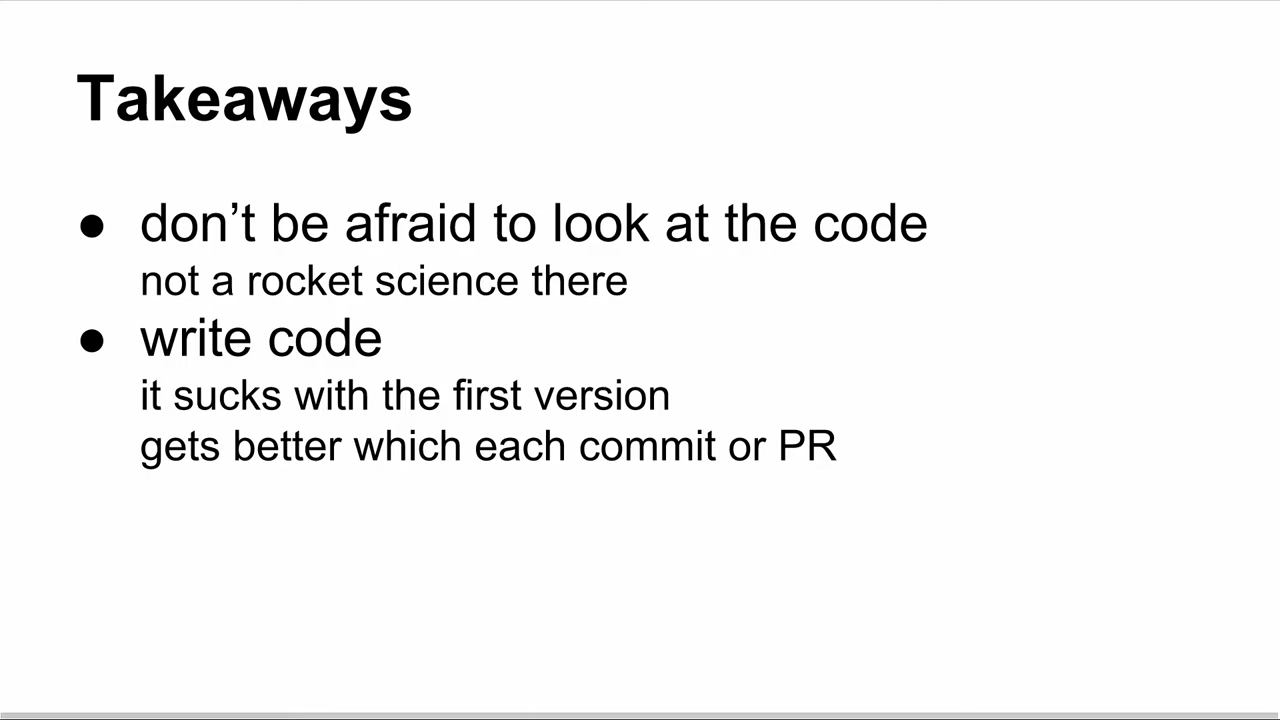 Takeaways
● don’t be afraid to look at the code
not a rocket science there
● write code
it sucks with the first version
gets better which each commit or PR